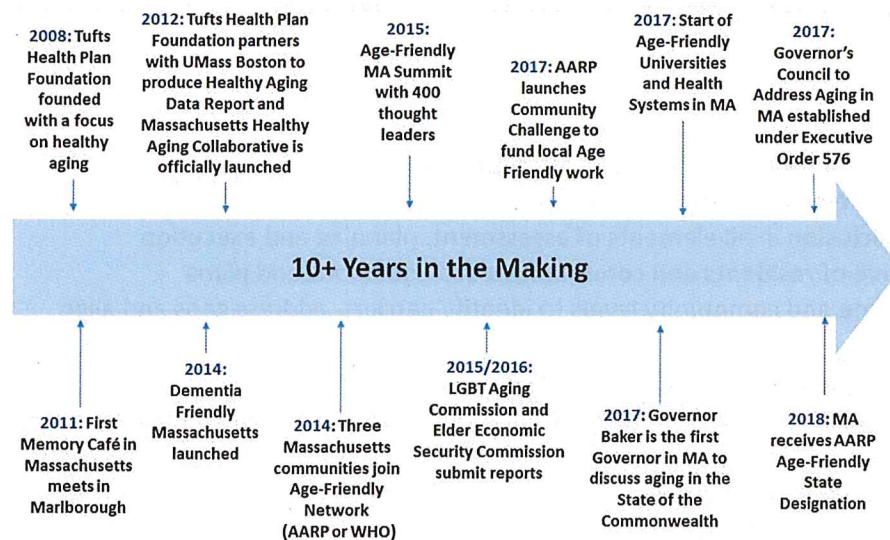 2008: Tufts
Health Plan
Foundation
founded
with a focus
on healthy
aging
2012: Tufts Health Plan
Foundation partners
with UMass Boston to
produce Healthy Aging
Data Report and
Massachusetts Healthy
Aging Collaborative is
officially launched
2015:
Age-Friendly
MA Summit
with 400
thought
leaders
2017: AARP
launches
Community
Challenge to
fund local Age
Friendly work
2017: Start of
Age-Friendly
Universities
and Health
Systems in MA
2017:
Governor's
Council to
Address Aging in
MA established
under Executive
Order 576
10+ Years in the Making
2011: First
Memory Café in
Massachusetts
meets in
Marlborough
2014:
Dementia
Friendly
Massachusetts
launched
2014: Three
Massachusetts
communities join
Age-Friendly
Network
(AARP or WHO)
2015/2016:
LGBT Aging
Commission and
Elder Economic
Security Commission
submit reports
2017: Governor
Baker is the first
Governor in MA to
discuss aging in the
State of the
Commonwealth
2018: MA
receives AARP
Age-Friendly
State
Designation